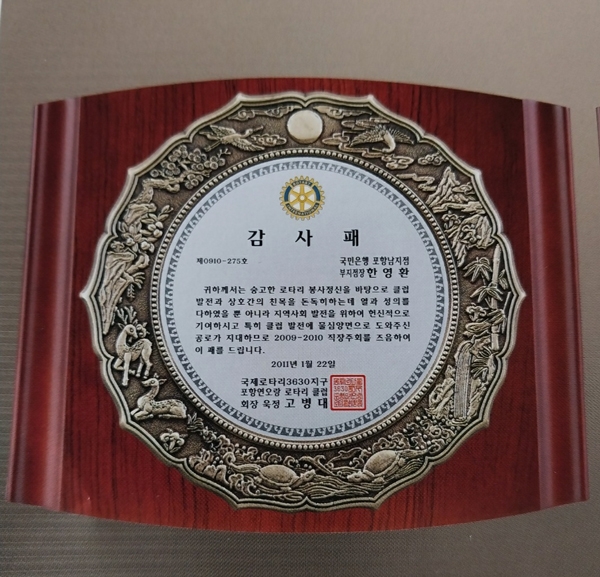 ROTARY
INTERNATIONAL
감사패
제0910-275호
국민은행 포항남지점
부지점장 한영환
귀하께서는 숭고한 로타리 봉사정신을 바탕으로 클럽
발전과 상호간의 친목을 돈독히하는데 열과 성의를
다하였을 뿐 아니라 지역사회 발전을 위하여 헌신적으로
기여하시고 특히 클럽 발전에 물심양면으로 도와주신
공로가 지대하므로 2009-2010 직장주회를 즈음하여
이 패를 드립니다.
2011년 1월 22일
국제로타리3630지구
포항연오랑 로타리 클럽
회장 욱정 고병대